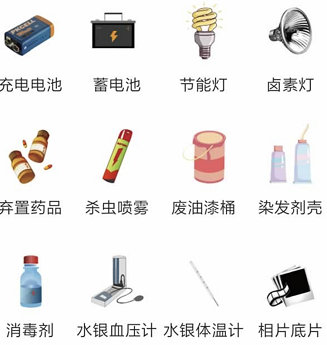 充电电池 蓄电池 节能灯 卤素灯
弃置药品 杀虫喷雾 废油漆桶 染发剂壳
消毒剂 水银血压计 水银体温计 相片底片